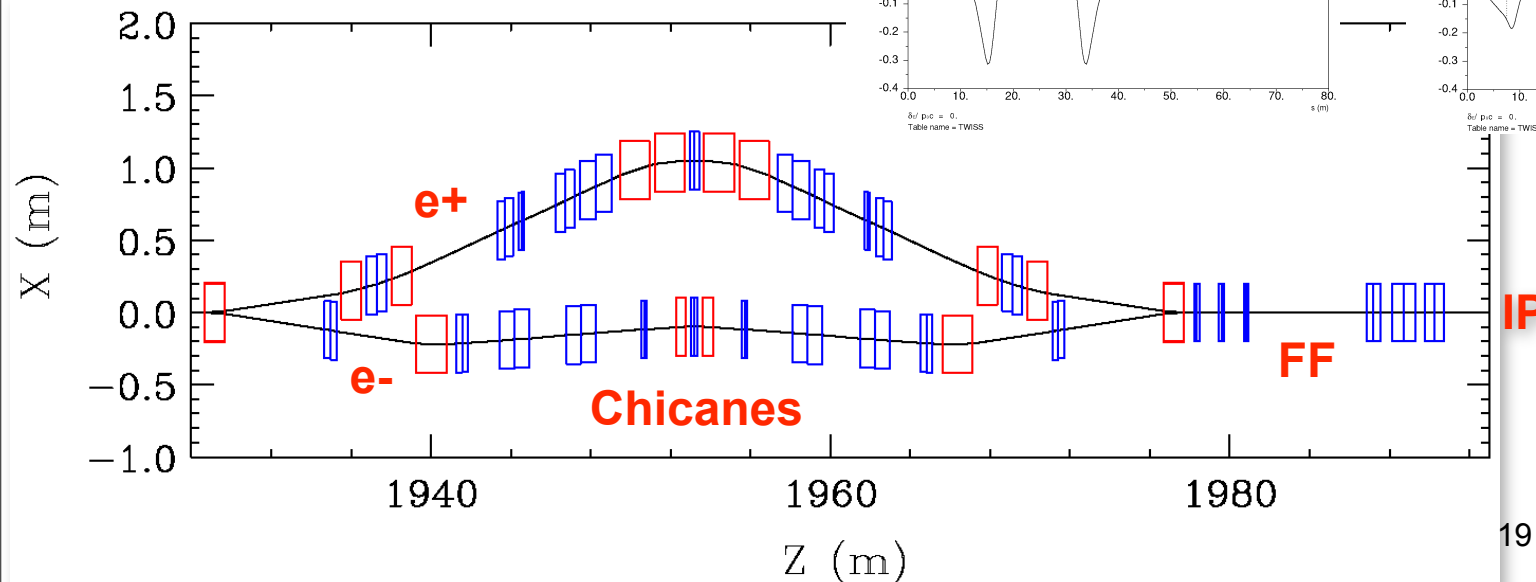 -0.1
-0.2
-0.3
-0.4
0.0 10. 20. 30. 40. 50. 60. 70. 80.
s (m)
Table name = TWISS
-0.1
-0.2
-0.3
-0.4
0.0 10.
Table name = TWIS
2.0
1.5
1.0
0.5
0.0
−0.5
−1.0
X (m)
e+
e-
Chicanes
FF
IP
1940 1960 1980
Z (m)
19